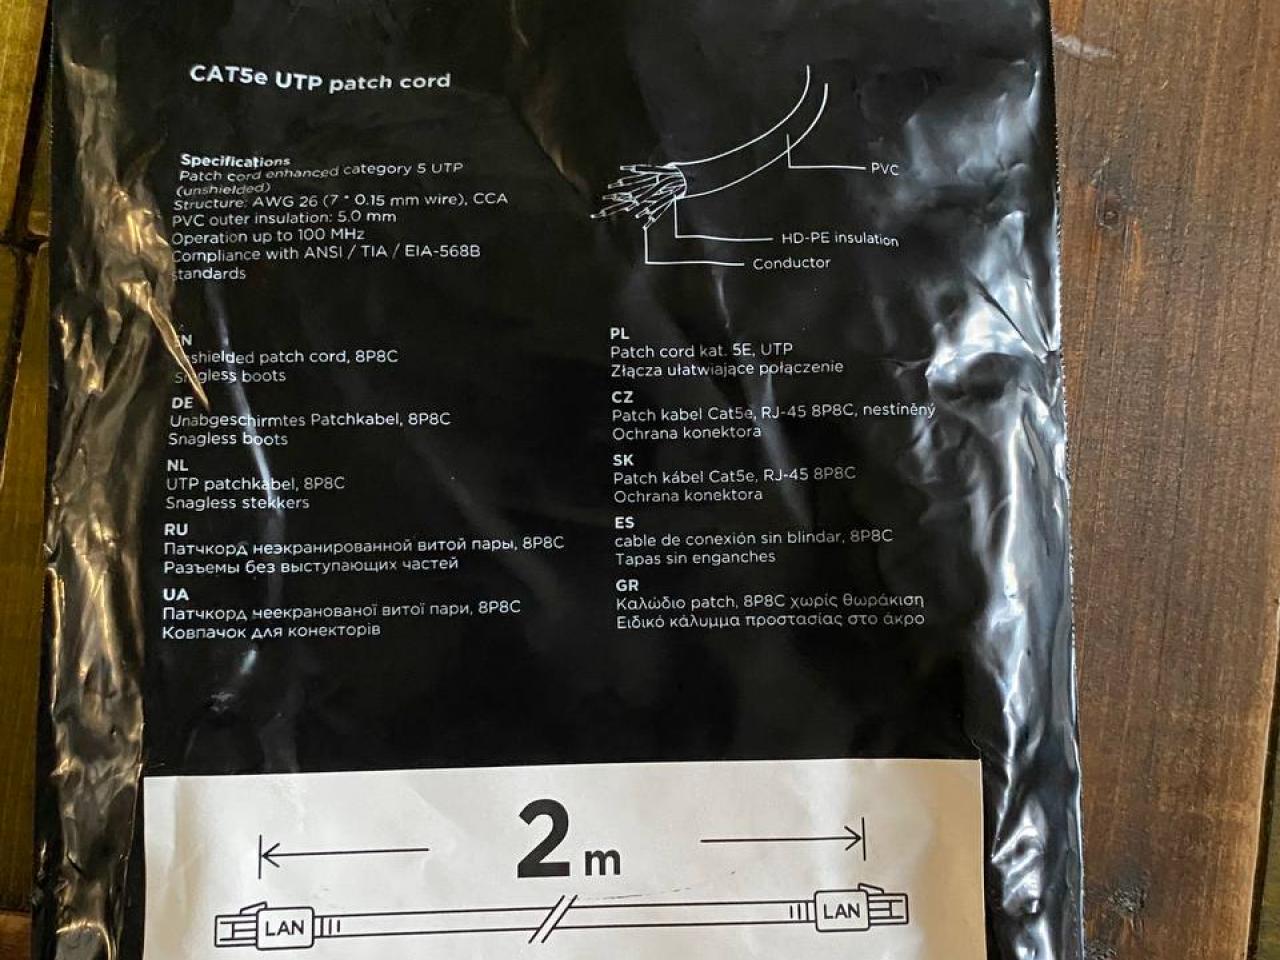 CAT5e UTP patch cord
Specifications
Patch cord enhanced category 5 UTP
(unshielded)
Structure: AWG 26 (7 * 0.15 mm wire), CCA
PVC outer insulation: 5.0 mm
Operation up to 100 MHz
Compliance with ANSI / TIA / EIA-568B
standards
PVC
HD-PE insulation
Conductor
patch cord, 8P8C
boots
DE
Unabgeschirmtes Patchkabel, 8P8C
Snagless boots
NL
UTP patchkabel, 8P8C
Snagless stekkers
RU
Патчкорд неэкранированной витой пары, 8P8C
Разъемы без выступающих частей
UA
Патчкорд неекранованої витої пари, 8P8C
Ковпачок для конекторів
PL
Patch cord kat. 5E, UTP
Złącza ułatwiające połączenie
CZ
Patch kabel Cat5e, RJ-45 8P8C, nestíněný
Ochrana konektora
SK
Patch kábel Cat5e, RJ-45 8P8C
Ochrana konektora
ES
cable de conexión sin blindar, 8P8C
Tapas sin enganches
GR
Καλώδιο patch, 8P8C χωρίς θωράκιση
Ειδικό κάλυμμα προστασίας στο άκρο
2 m
LAN
LAN